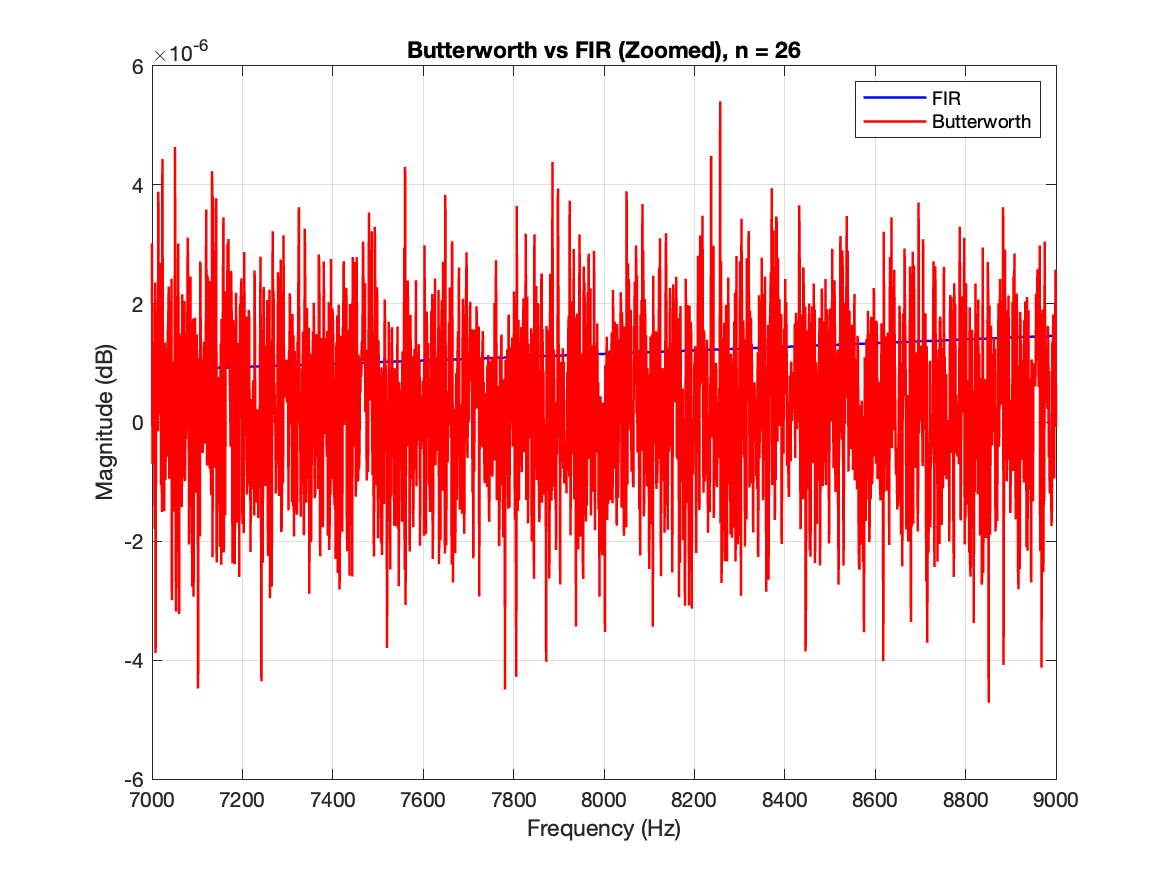 ×10⁻⁶
Butterworth vs FIR (Zoomed), n = 26
6
FIR
Butterworth
4
2
0
-2
-4
-6
Magnitude (dB)
7000 7200 7400 7600 7800 8000 8200 8400 8600 8800 9000
Frequency (Hz)